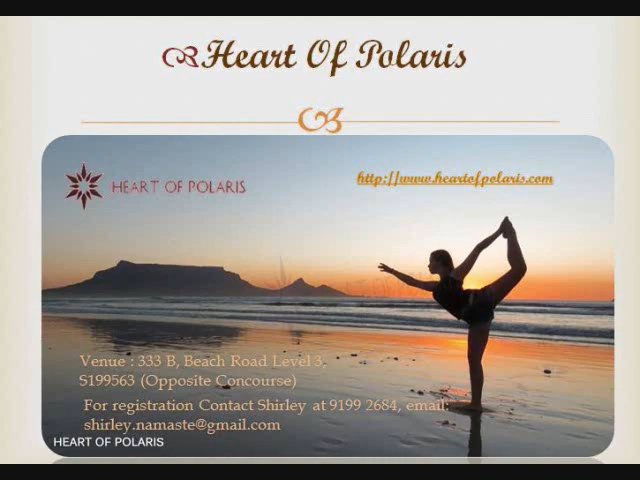 Heart Of Polaris
HEART OF POLARIS
http://www.heartofpolaris.com
Venue : 333 B, Beach Road Level 3,
S199563 (Opposite Concourse)
For registration Contact Shirley at 9199 2684, email:
shirley.namaste@gmail.com
HEART OF POLARIS